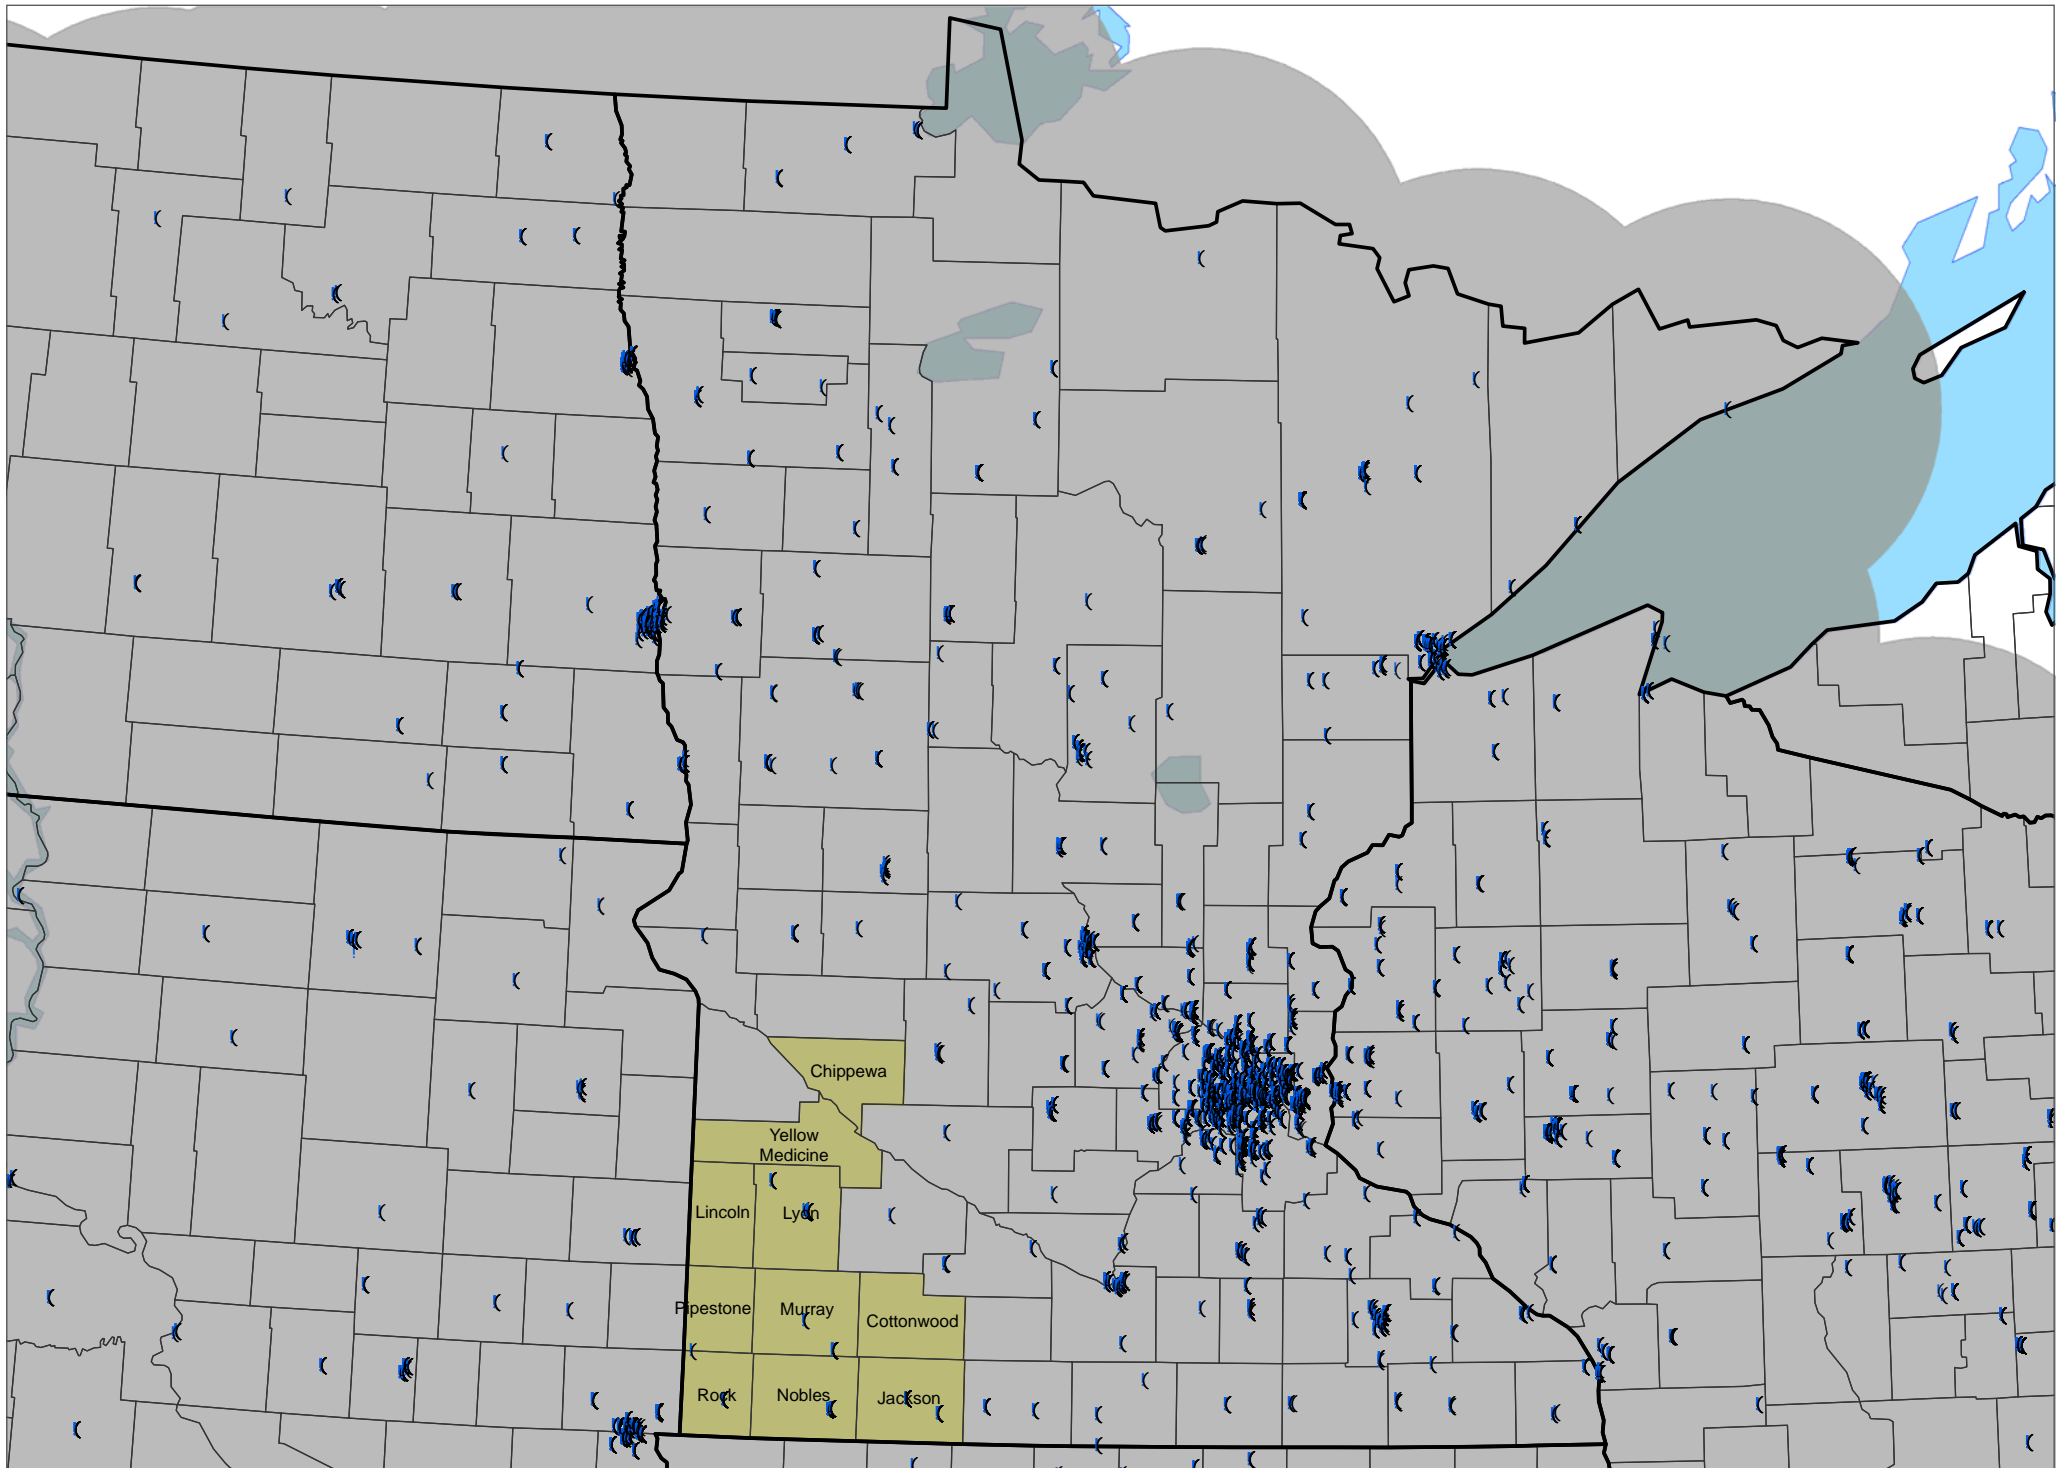 Chippewa
Yellow
Medicine
Lincoln
Lyon
Pipestone
Murray
Cottonwood
Rock
Nobles
Jackson